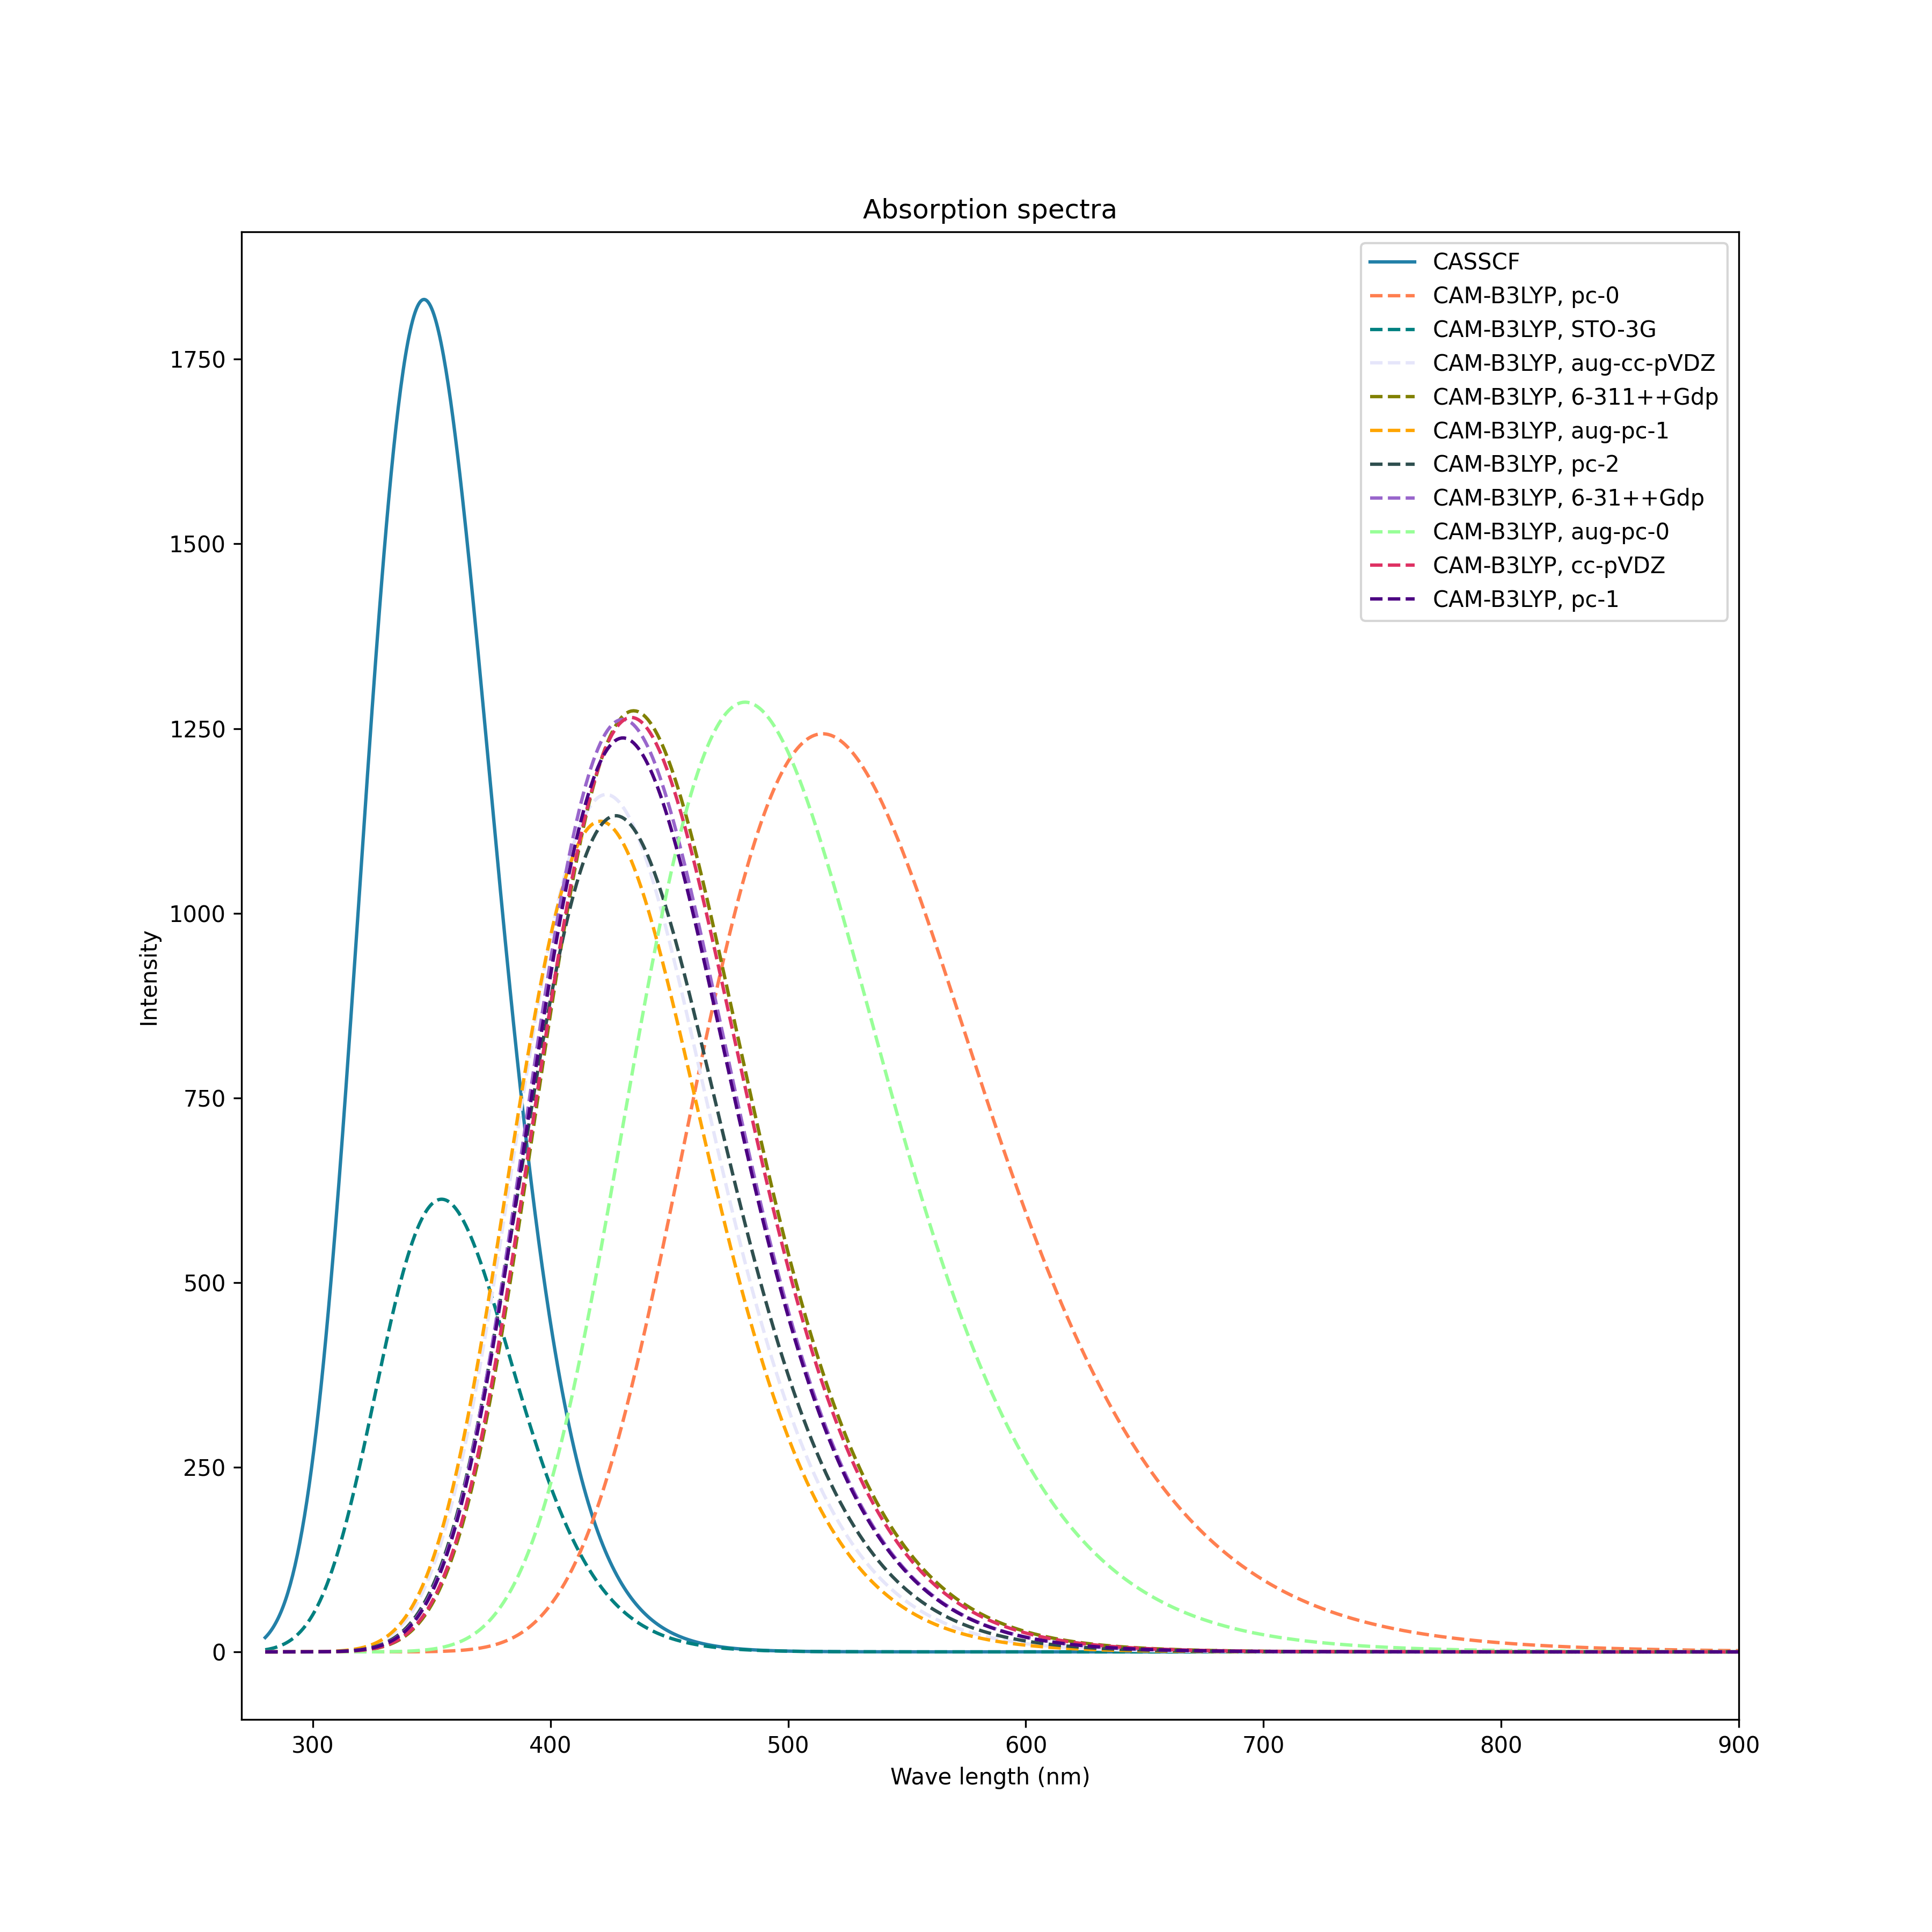 Absorption spectra
CASSCF
CAM-B3LYP, pc-0
CAM-B3LYP, STO-3G
CAM-B3LYP, aug-cc-pVDZ
CAM-B3LYP, 6-311++Gdp
CAM-B3LYP, aug-pc-1
CAM-B3LYP, pc-2
CAM-B3LYP, 6-31++Gdp
CAM-B3LYP, aug-pc-0
CAM-B3LYP, cc-pVDZ
CAM-B3LYP, pc-1
1750
1500
1250
1000
750
500
250
0
Intensity
300 400 500 600 700 800 900
Wave length (nm)